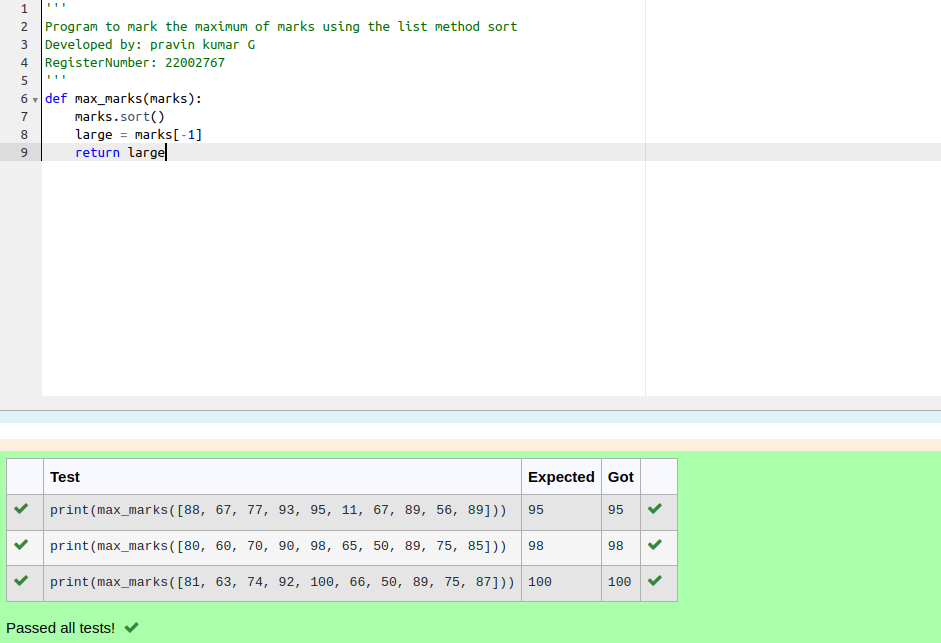 1 '''
2 Program to mark the maximum of marks using the list method sort
3 Developed by: pravin kumar G
4 RegisterNumber: 22002767
5 '''
6 def max_marks(marks):
7     marks.sort()
8     large = marks[-1]
9     return large
Test Expected Got
print(max_marks([88, 67, 77, 93, 95, 11, 67, 89, 56, 89])) 95 95
print(max_marks([80, 60, 70, 90, 98, 65, 50, 89, 75, 85])) 98 98
print(max_marks([81, 63, 74, 92, 100, 66, 50, 89, 75, 87])) 100 100
Passed all tests!